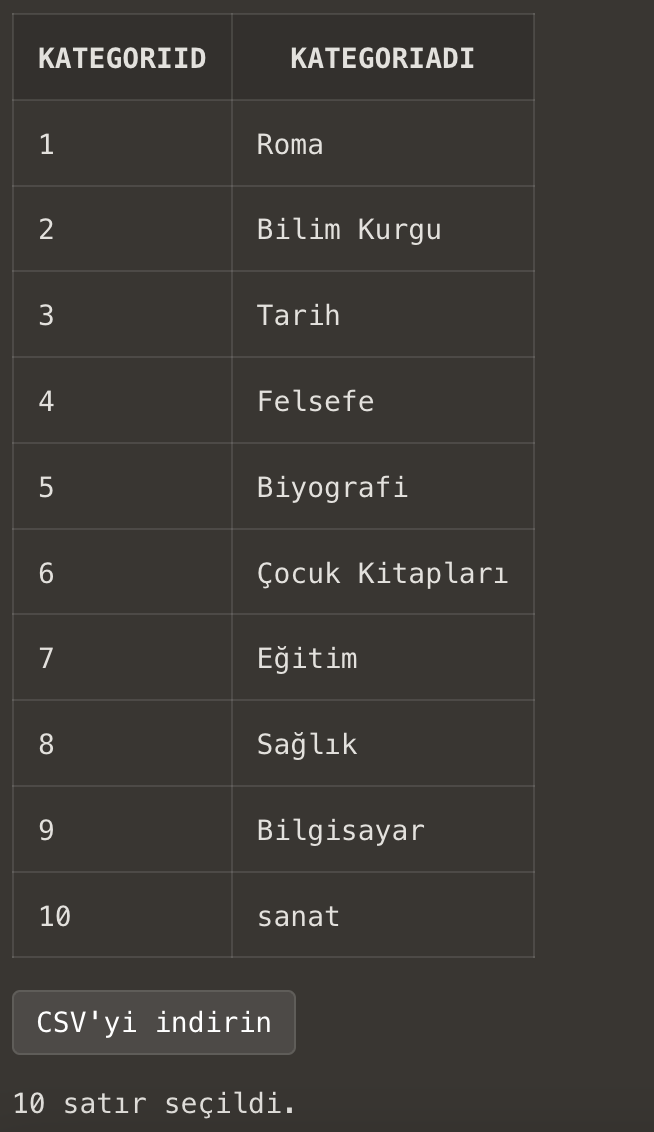 KATEGORIID KATEGORIADI
1 Roma
2 Bilim Kurgu
3 Tarih
4 Felsefe
5 Biyografi
6 Çocuk Kitapları
7 Eğitim
8 Sağlık
9 Bilgisayar
10 sanat
CSV'yi indirin
10 satır seçildi.